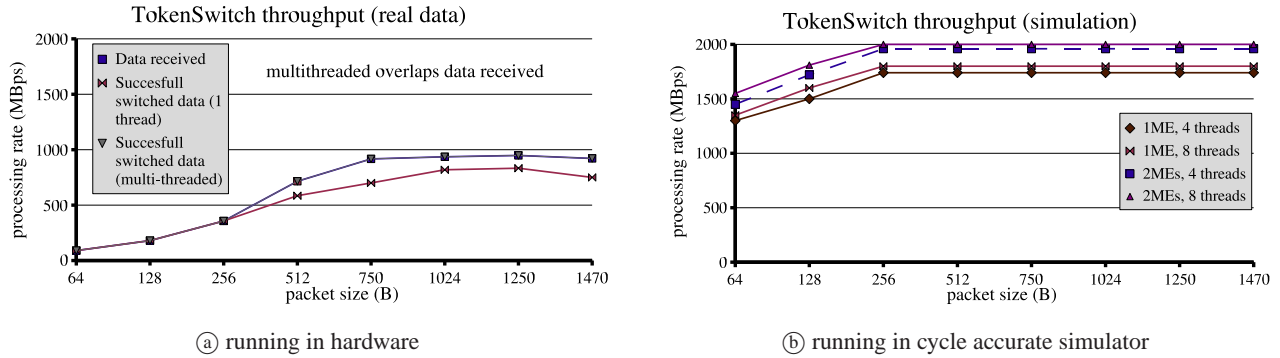 TokenSwitch throughput (real data)
processing rate (MBps)
2000
1500
1000
500
0
Data received
Succesfull
switched data (1
thread)
Succesfull
switched data
(multi-threaded)
multithreaded overlaps data received
64 128 256 512 750 1024 1250 1470
packet size (B)
a running in hardware
TokenSwitch throughput (simulation)
processing rate (MBps)
2000
1500
1000
500
0
1ME, 4 threads
1ME, 8 threads
2MEs, 4 threads
2MEs, 8 threads
64 128 256 512 750 1024 1250 1470
packet size (B)
b running in cycle accurate simulator